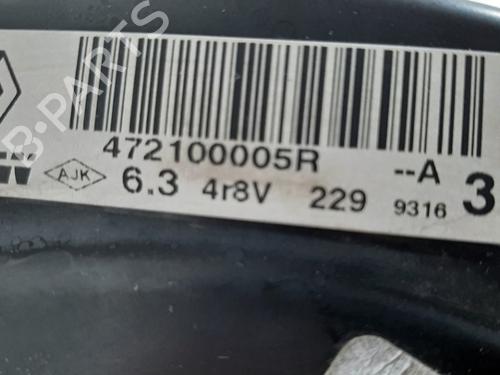 472100005R --A 3
AJK 6.3 4r8V 229 9316
B-PARTS